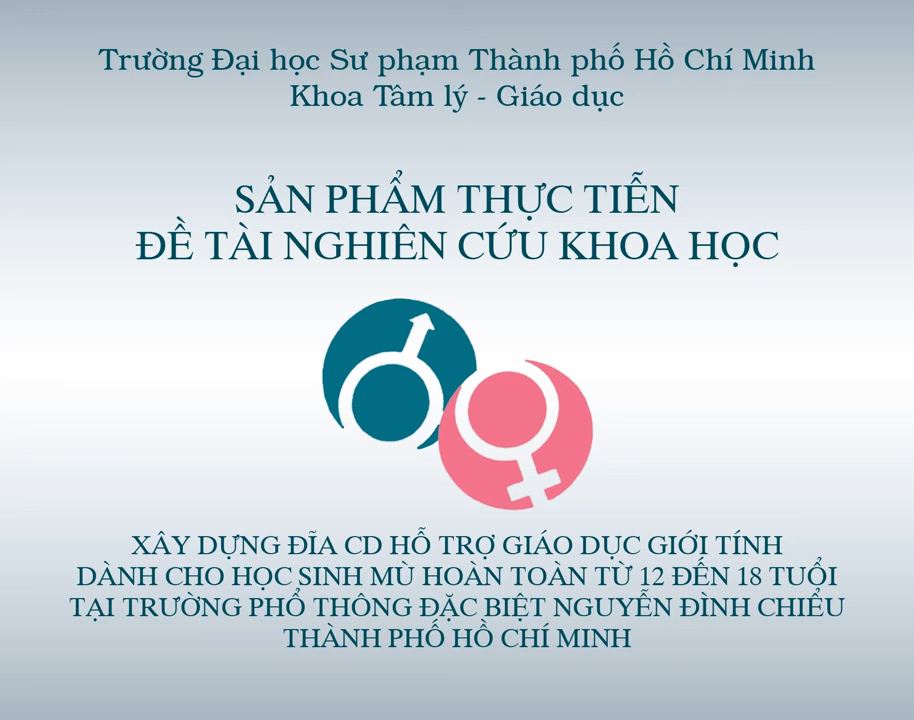 Trường Đại học Sư phạm Thành phố Hồ Chí Minh
Khoa Tâm lý - Giáo dục
SẢN PHẨM THỰC TIỄN
ĐỀ TÀI NGHIÊN CỨU KHOA HỌC
XÂY DỰNG ĐĨA CD HỖ TRỢ GIÁO DỤC GIỚI TÍNH
DÀNH CHO HỌC SINH MÙ HOÀN TOÀN TỪ 12 ĐẾN 18 TUỔI
TẠI TRƯỜNG PHỔ THÔNG ĐẶC BIỆT NGUYỄN ĐÌNH CHIỂU
THÀNH PHỐ HỒ CHÍ MINH